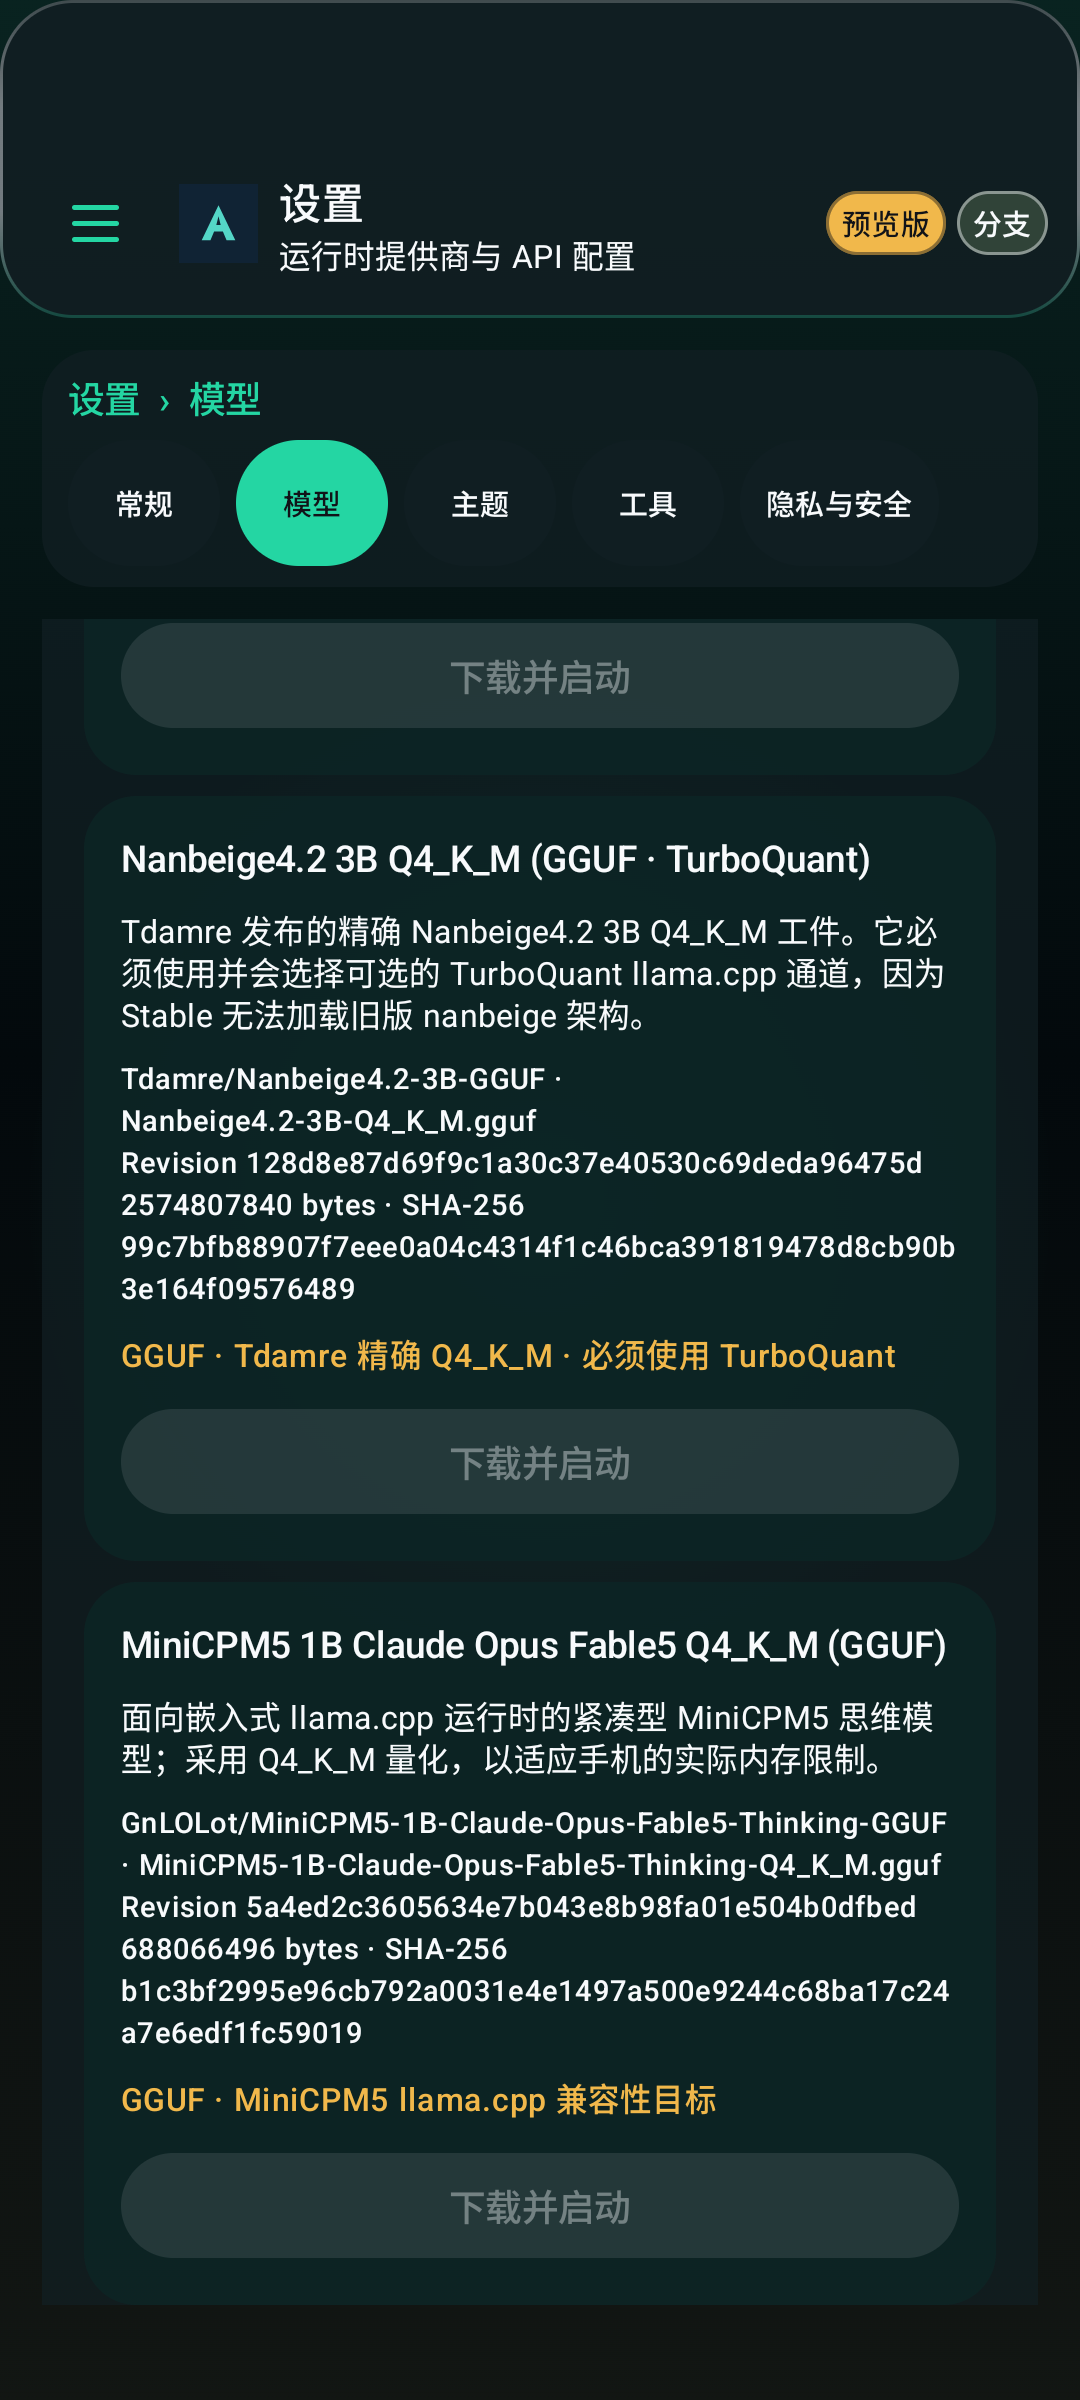 设置
运行时提供商与 API 配置
预览版
分支
设置 › 模型
常规
模型
主题
工具
隐私与安全
下载并启动
Nanbeige4.2 3B Q4_K_M (GGUF · TurboQuant)
Tdamre 发布的精确 Nanbeige4.2 3B Q4_K_M 工件。它必
须使用并会选择可选的 TurboQuant llama.cpp 通道，因为
Stable 无法加载旧版 nanbeige 架构。
Tdamre/Nanbeige4.2-3B-GGUF ·
Nanbeige4.2-3B-Q4_K_M.gguf
Revision 128d8e87d69f9c1a30c37e40530c69deda96475d
2574807840 bytes · SHA-256
99c7bfb88907f7eee0a04c4314f1c46bca391819478d8cb90b
3e164f09576489
GGUF · Tdamre 精确 Q4_K_M · 必须使用 TurboQuant
下载并启动
MiniCPM5 1B Claude Opus Fable5 Q4_K_M (GGUF)
面向嵌入式 llama.cpp 运行时的紧凑型 MiniCPM5 思维模
型；采用 Q4_K_M 量化，以适应手机的实际内存限制。
GnLOLot/MiniCPM5-1B-Claude-Opus-Fable5-Thinking-GGUF
· MiniCPM5-1B-Claude-Opus-Fable5-Thinking-Q4_K_M.gguf
Revision 5a4ed2c3605634e7b043e8b98fa01e504b0dfbed
688066496 bytes · SHA-256
b1c3bf2995e96cb792a0031e4e1497a500e9244c68ba17c24
a7e6edf1fc59019
GGUF · MiniCPM5 llama.cpp 兼容性目标
下载并启动